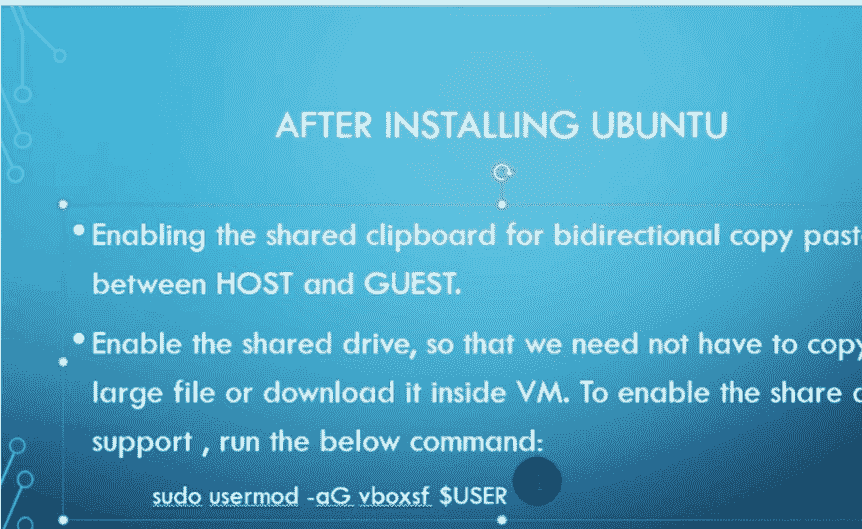 AFTER INSTALLING UBUNTU
• Enabling the shared clipboard for bidirectional copy
between HOST and GUEST.
• Enable the shared drive, so that we need not have to
large file or download it inside VM. To enable the share
support , run the below command:
sudo usermod -aG vboxsf $USER